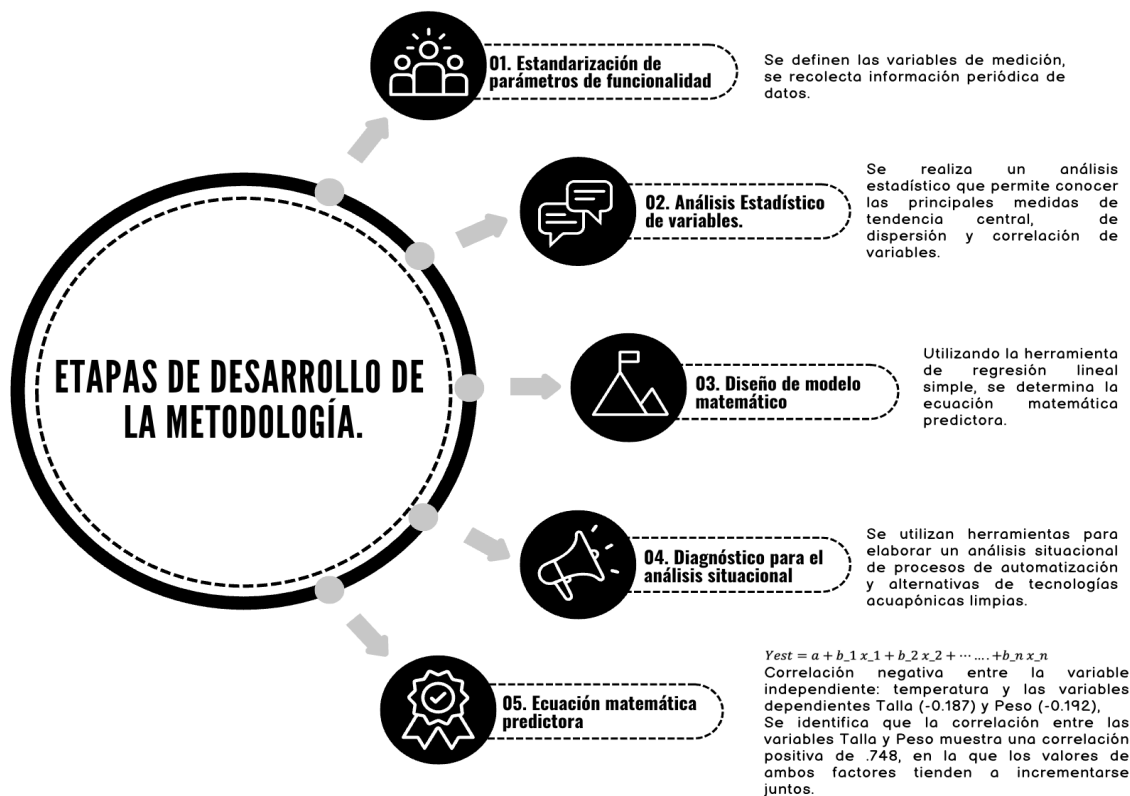 01. Estandarización de
parámetros de funcionalidad
Se definen las variables de medición,
se recolecta información periódica de
datos.
02. Análisis Estadístico
de variables.
Se realiza un análisis
estadístico que permite conocer
las principales medidas de
tendencia central, de
dispersión y correlación de
variables.
ETAPAS DE DESARROLLO DE
LA METODOLOGÍA.
03. Diseño de modelo
matemático
Utilizando la herramienta
de regresión lineal
simple, se determina la
ecuación matemática
predictora.
04. Diagnóstico para el
análisis situacional
Se utilizan herramientas para
elaborar un análisis situacional
de procesos de automatización
y alternativas de tecnologías
acuapónicas limpias.
05. Ecuación matemática
predictora
Yest = a + b_1 x_1 + b_2 x_2 + ⋯ … . +b_n x_n
Correlación negativa entre la variable
independiente: temperatura y las variables
dependientes Talla (-0.187) y Peso (-0.192),
Se identifica que la correlación entre las
variables Talla y Peso muestra una correlación
positiva de .748, en la que los valores de
ambos factores tienden a incrementarse
juntos.